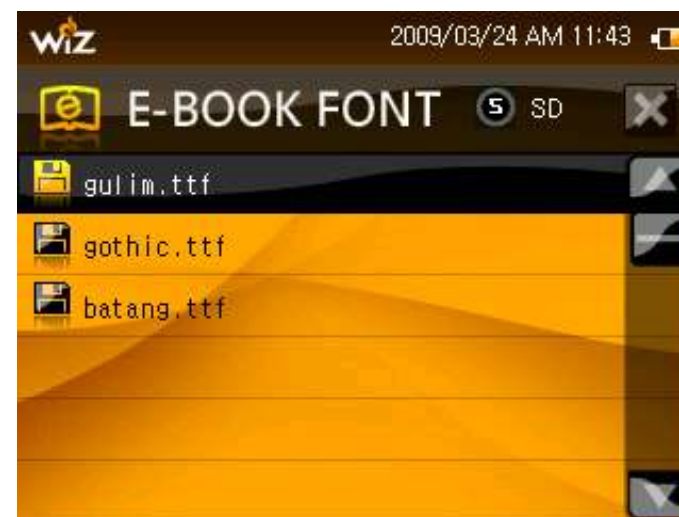 WiZ 2009/03/24 AM 11:43
E-BOOK FONT S SD
gulim.ttf
gothic.ttf
batang.ttf